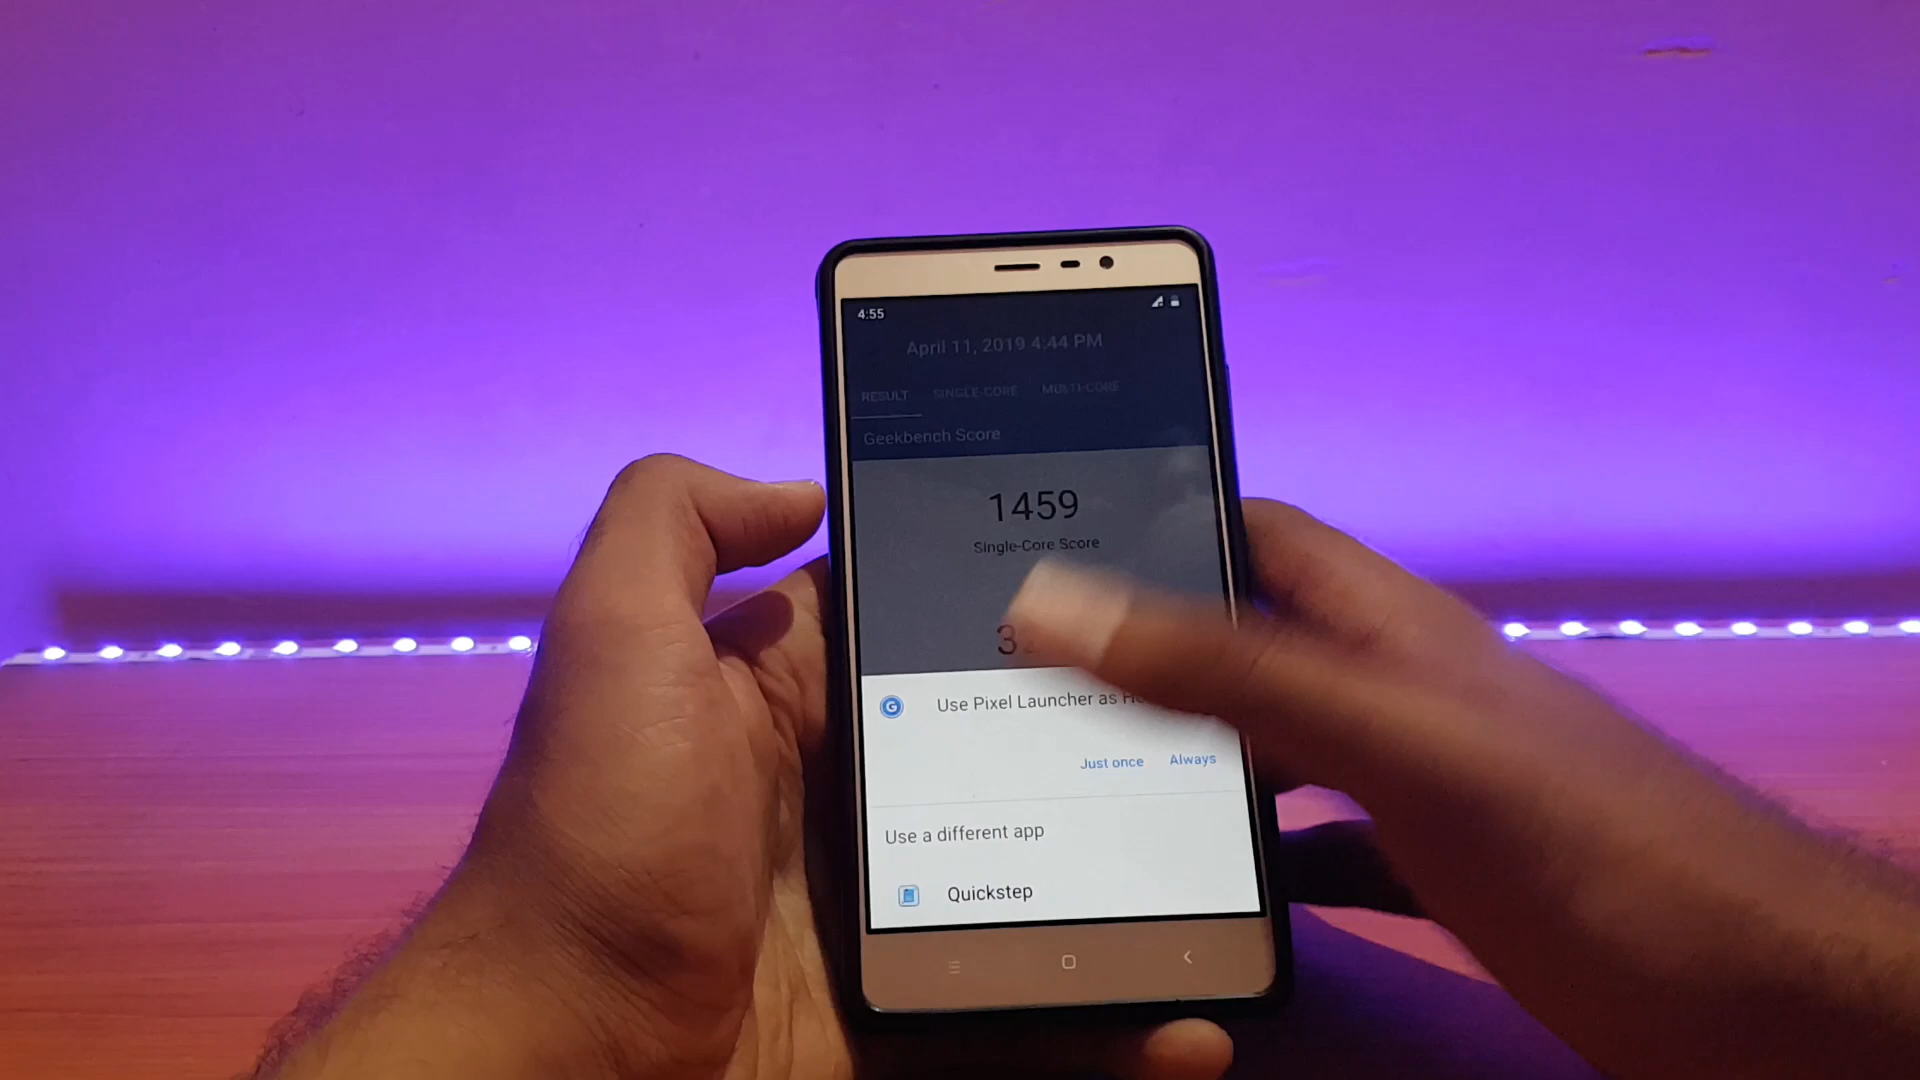 4:55
April 11, 2019 4:44 PM
RESULT SINGLE-CORE MULTI-CORE
Geekbench Score
1459
Single-Core Score
3
G
Use Pixel Launcher as
Just once Always
Use a different app
Quickstep